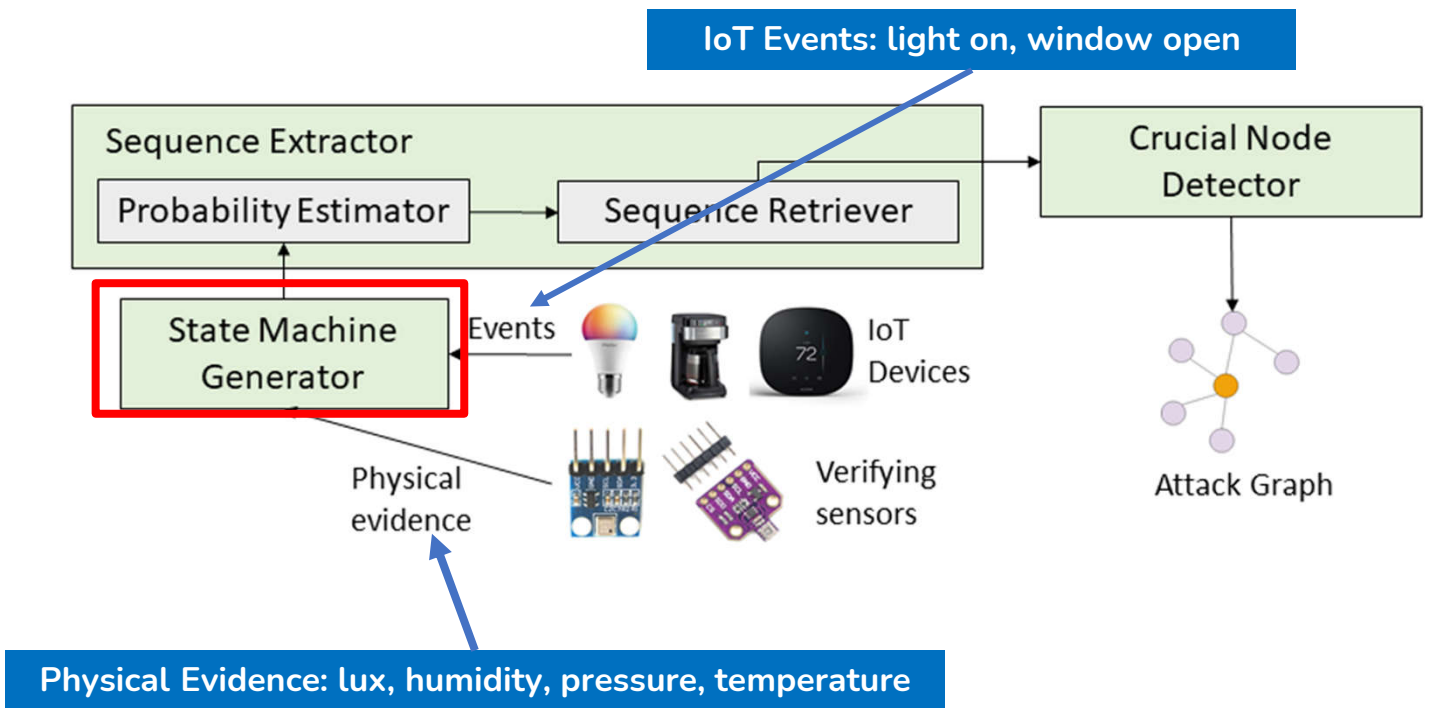 IoT Events: light on, window open
Sequence Extractor
Probability Estimator
Sequence Retriever
Crucial Node
Detector
State Machine
Generator
Events
72
IoT
Devices
Physical
evidence
Verifying
sensors
Attack Graph
Physical Evidence: lux, humidity, pressure, temperature